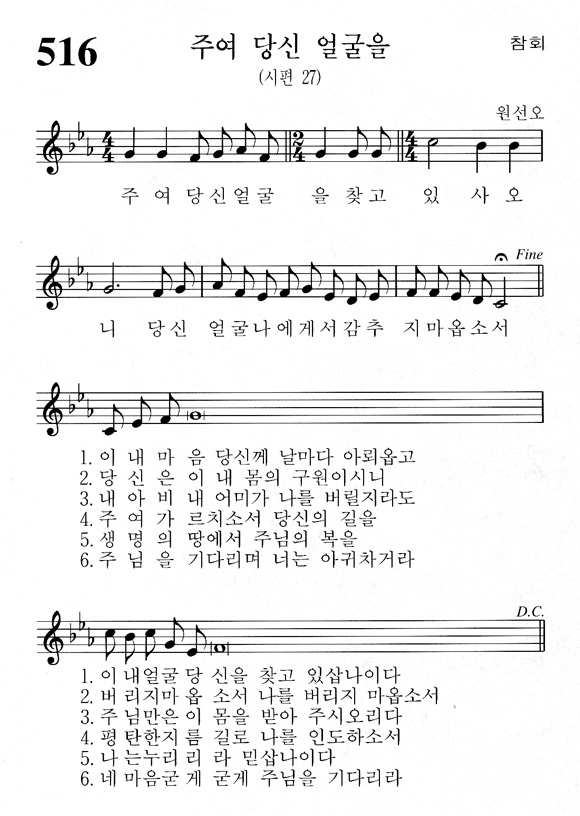 516 주여 당신 얼굴을 참회
(시편 27)
원선오
4/4 2/4 4/4
주 여 당신얼굴 을 찾고 있 사 오
Fine
니 당신 얼굴나에게서감추 지마옵소서
1. 이 내 마 음 당신께 날마다 아뢰옵고
2. 당 신 은 이 내 몸의 구원이시니
3. 내 아 비 내 어미가 나를 버릴지라도
4. 주 여 가 르치소서 당신의 길을
5. 생 명 의 땅에서 주님의 복을
6. 주 님 을 기다리며 너는 아귀차거라
D.C.
1. 이 내얼굴 당 신을 찾고 있삽나이다
2. 버 리지마 옵 소서 나를 버리지 마옵소서
3. 주 님만은 이 몸을 받아 주시오리다
4. 평 탄한지 름 길로 나를 인도하소서
5. 나 는누리 리 라 믿삽나이다
6. 네 마음굳 게 굳게 주님을 기다리라